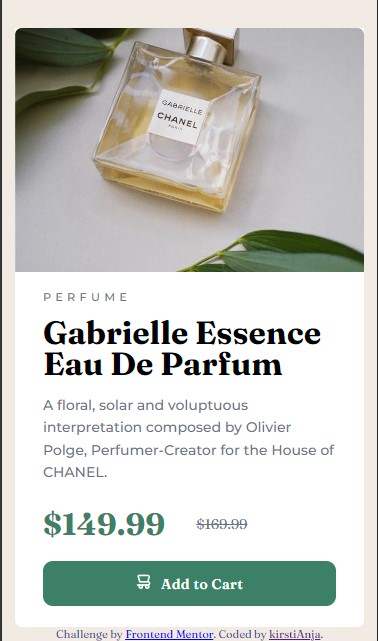 GABRIELLE
CHANEL
PARIS
PERFUME
Gabrielle Essence
Eau De Parfum
A floral, solar and voluptuous
interpretation composed by Olivier
Polge, Perfumer-Creator for the House of
CHANEL.
$149.99 $169.99
Add to Cart
Challenge by Frontend Mentor. Coded by kirstiAnja.